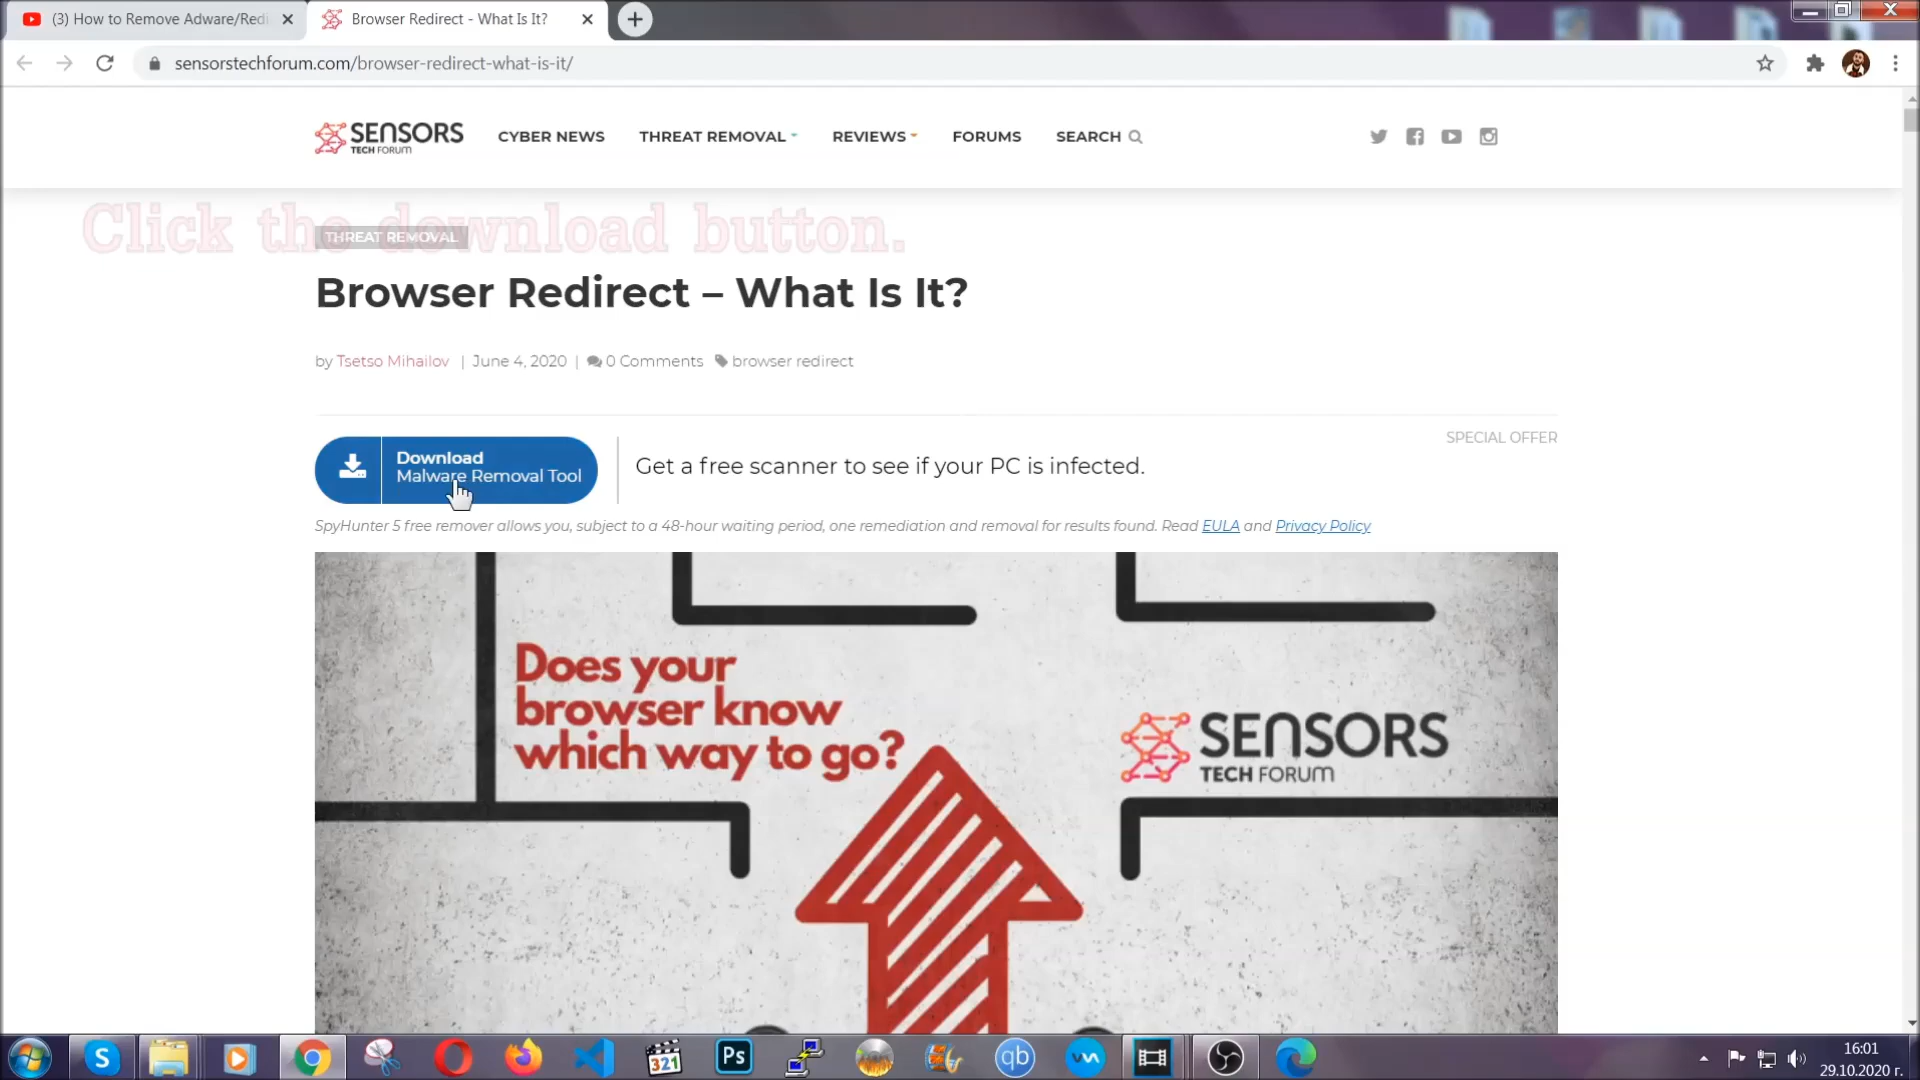 (3) How to Remove Adware/Redi
Browser Redirect - What Is It?
sensorstechforum.com/browser-redirect-what-is-it/
SENSORS
TECH FORUM
CYBER NEWS
THREAT REMOVAL
REVIEWS
FORUMS
SEARCH
Click the download button.
THREAT REMOVAL
Browser Redirect – What Is It?
by Tsetso Mihailov | June 4, 2020 | 0 Comments browser redirect
SPECIAL OFFER
Download
Malware Removal Tool
Get a free scanner to see if your PC is infected.
SpyHunter 5 free remover allows you, subject to a 48-hour waiting period, one remediation and removal for results found. Read EULA and Privacy Policy
Does your
browser know
which way to go?
SENSORS
TECH FORUM
S
321
Ps
qb
16:01
29.10.2020 г.